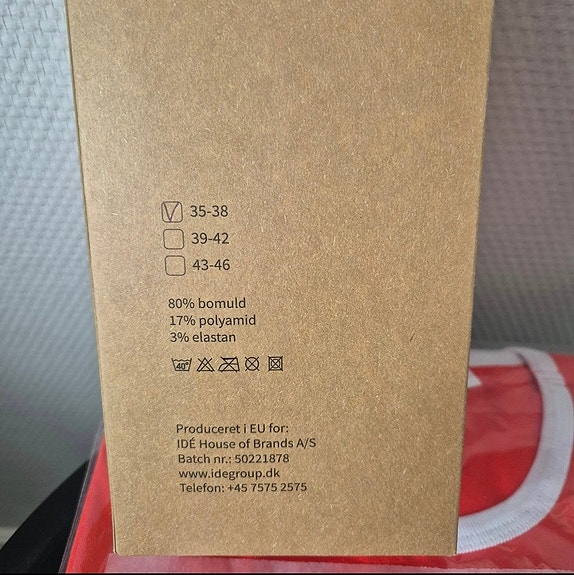 35-38
39-42
43-46
80% bomuld
17% polyamid
3% elastan
40°
Produceret i EU for:
IDÉ House of Brands A/S
Batch nr.: 50221878
www.idegroup.dk
Telefon: +45 7575 2575